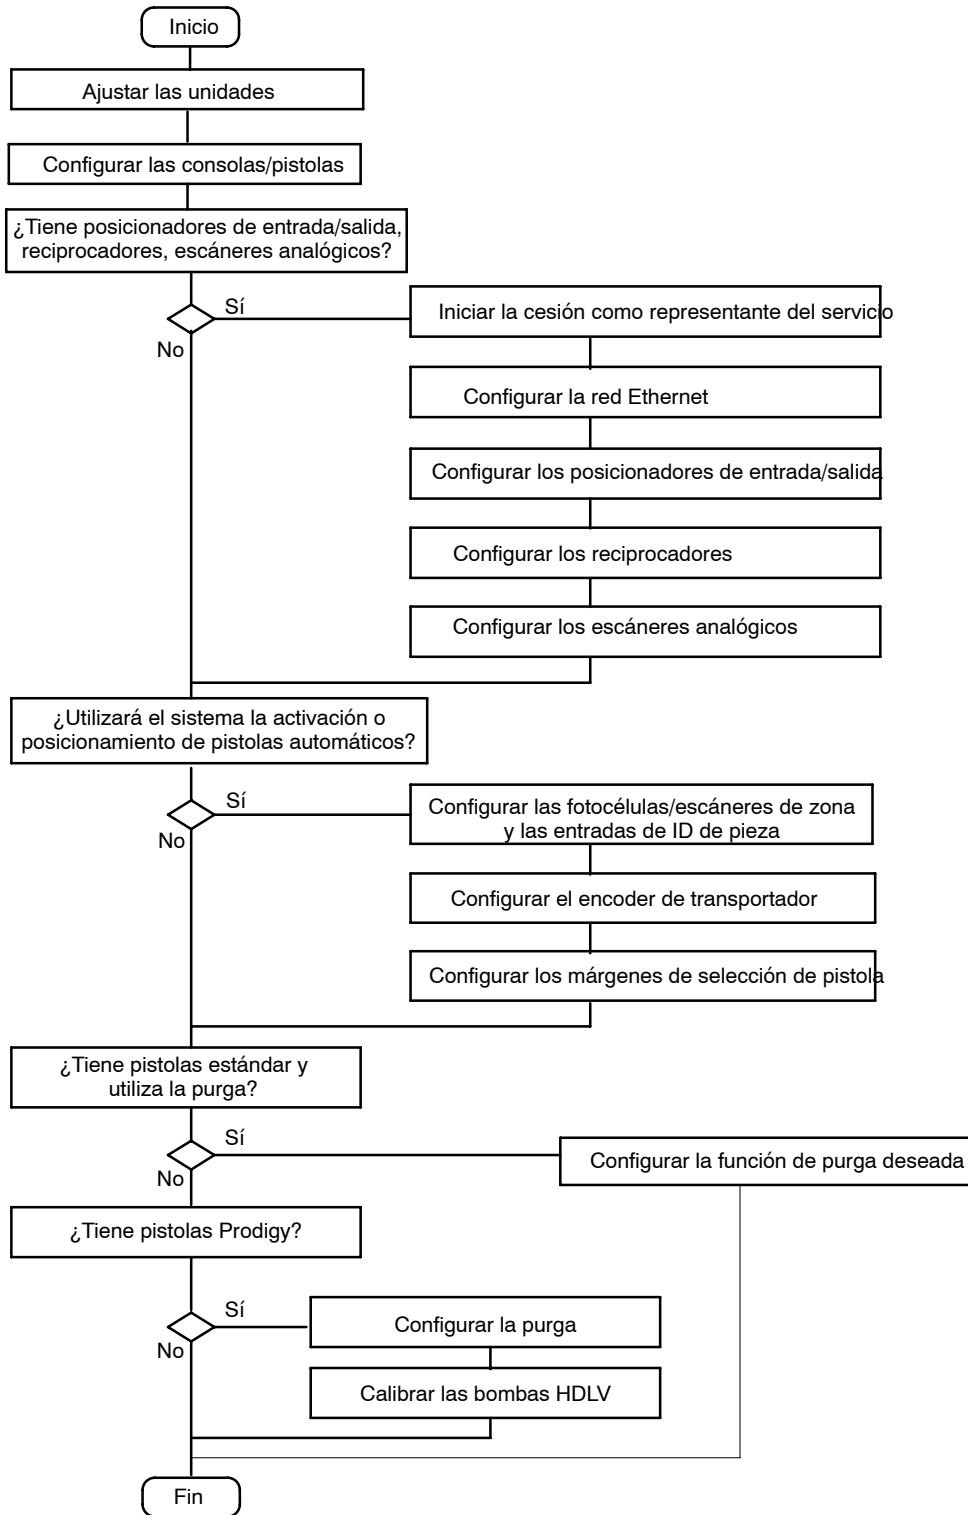 Inicio
Ajustar las unidades
Configurar las consolas/pistolas
¿Tiene posicionadores de entrada/salida,
reciprocadores, escáneres analógicos?
Sí
No
Iniciar la cesión como representante del servicio
Configurar la red Ethernet
Configurar los posicionadores de entrada/salida
Configurar los reciprocadores
Configurar los escáneres analógicos
¿Utilizará el sistema la activación o
posicionamiento de pistolas automáticos?
Sí
No
Configurar las fotocélulas/escáneres de zona
y las entradas de ID de pieza
Configurar el encoder de transportador
Configurar los márgenes de selección de pistola
¿Tiene pistolas estándar y
utiliza la purga?
Sí
No
Configurar la función de purga deseada
¿Tiene pistolas Prodigy?
Sí
No
Configurar la purga
Calibrar las bombas HDLV
Fin